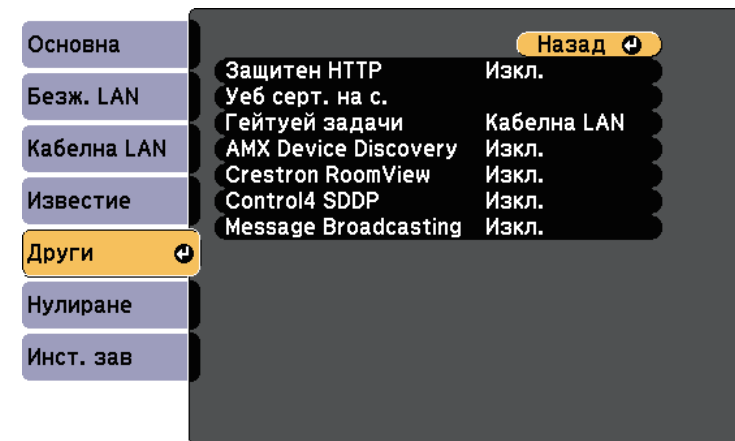 Основна
Безж. LAN
Кабелна LAN
Известие
Други
Нулиране
Инст. зав
Назад
Защитен HTTP Изкл.
Уеб серт. на с.
Гейтуей задачи Кабелна LAN
AMX Device Discovery Изкл.
Crestron RoomView Изкл.
Control4 SDDP Изкл.
Message Broadcasting Изкл.